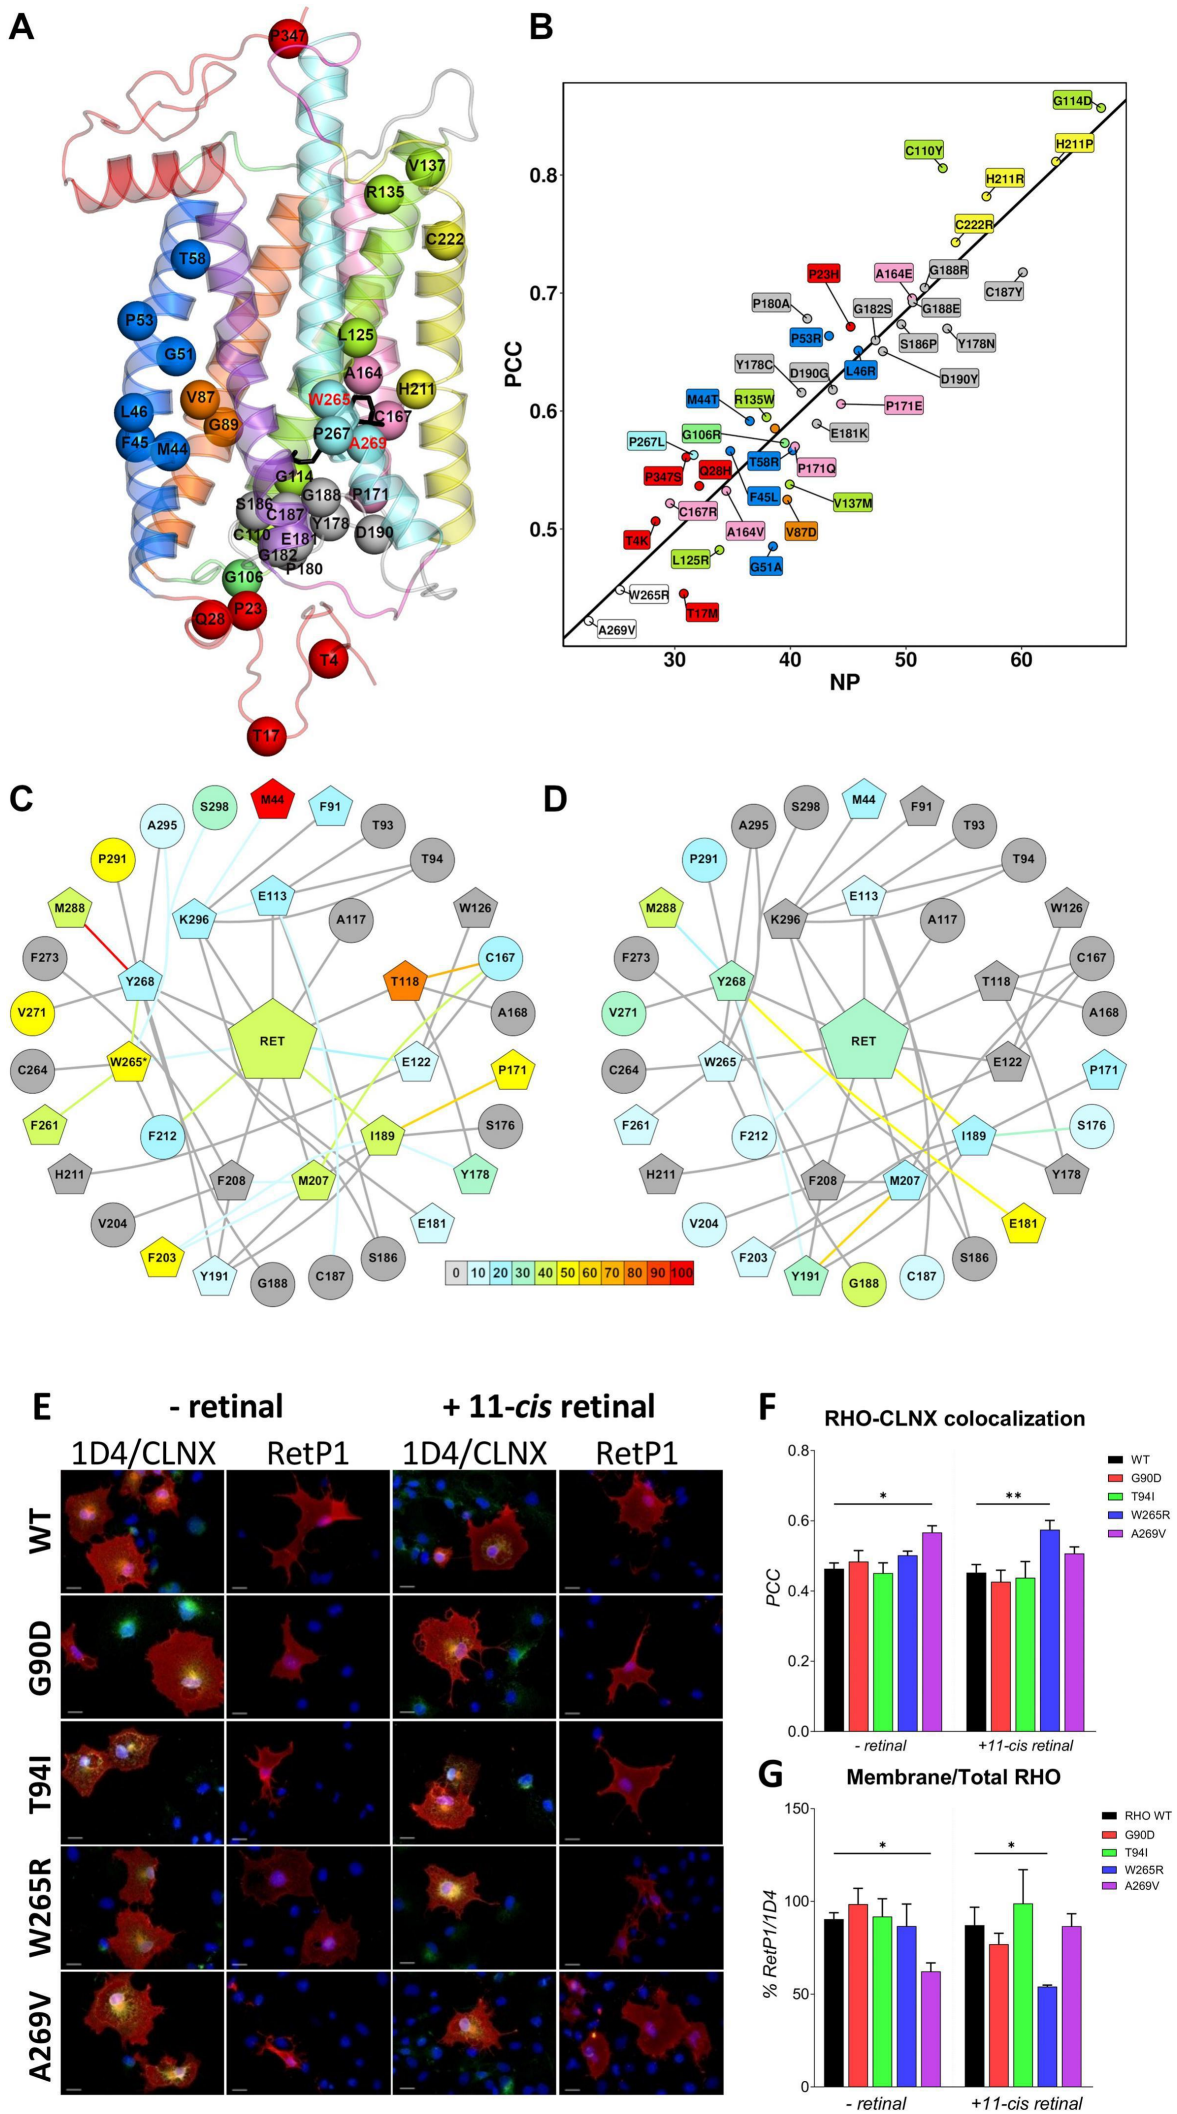 A
P347
V137
R135
C222
T58
P53
G51
L125
A164
H211
V87
W265
L46
G89
C167
P267
A269
F45
M44
G114
G188
P171
S186
C187
Y178
C110
E181
D190
G182
P180
G106
Q28
P23
T4
T17
B
PCC
0.8
0.7
0.6
0.5
30
40
50
60
NP
G114D
H211P
C110Y
H211R
C222R
P23H
A164E
G188R
C187Y
P180A
G182S
G188E
P53R
S186P
Y178N
Y178C
D190G
L46R
D190Y
M44T
R135W
P171E
P267L
G106R
E181K
P347S
Q28H
T58R
P171Q
F45L
V137M
C167R
T4K
A164V
V87D
L125R
G51A
W265R
T17M
A269V
C
S298
M44
F91
A295
T93
P291
T94
M288
K296
E113
A117
W126
F273
Y268
T118
C167
V271
RET
A168
C264
W265*
E122
P171
F261
F212
I189
S176
H211
F208
M207
Y178
V204
E181
F203
S186
Y191
G188
C187
0 10 20 30 40 50 60 70 80 90 100
D
S298
M44
F91
A295
T93
P291
T94
M288
K296
E113
A117
W126
F273
Y268
T118
C167
V271
RET
A168
C264
W265
E122
P171
F261
F212
I189
S176
H211
F208
M207
Y178
V204
E181
F203
S186
Y191
G188
C187
E
- retinal
+ 11-cis retinal
1D4/CLNX
RetP1
1D4/CLNX
RetP1
WT
G90D
T94I
W265R
A269V
F
RHO-CLNX colocalization
PCC
0.8
0.6
0.4
0.2
0.0
*
**
WT
G90D
T94I
W265R
A269V
- retinal
+11-cis retinal
G
Membrane/Total RHO
% RetP1/1D4
150
100
50
0
*
*
RHO WT
G90D
T94I
W265R
A269V
- retinal
+11-cis retinal